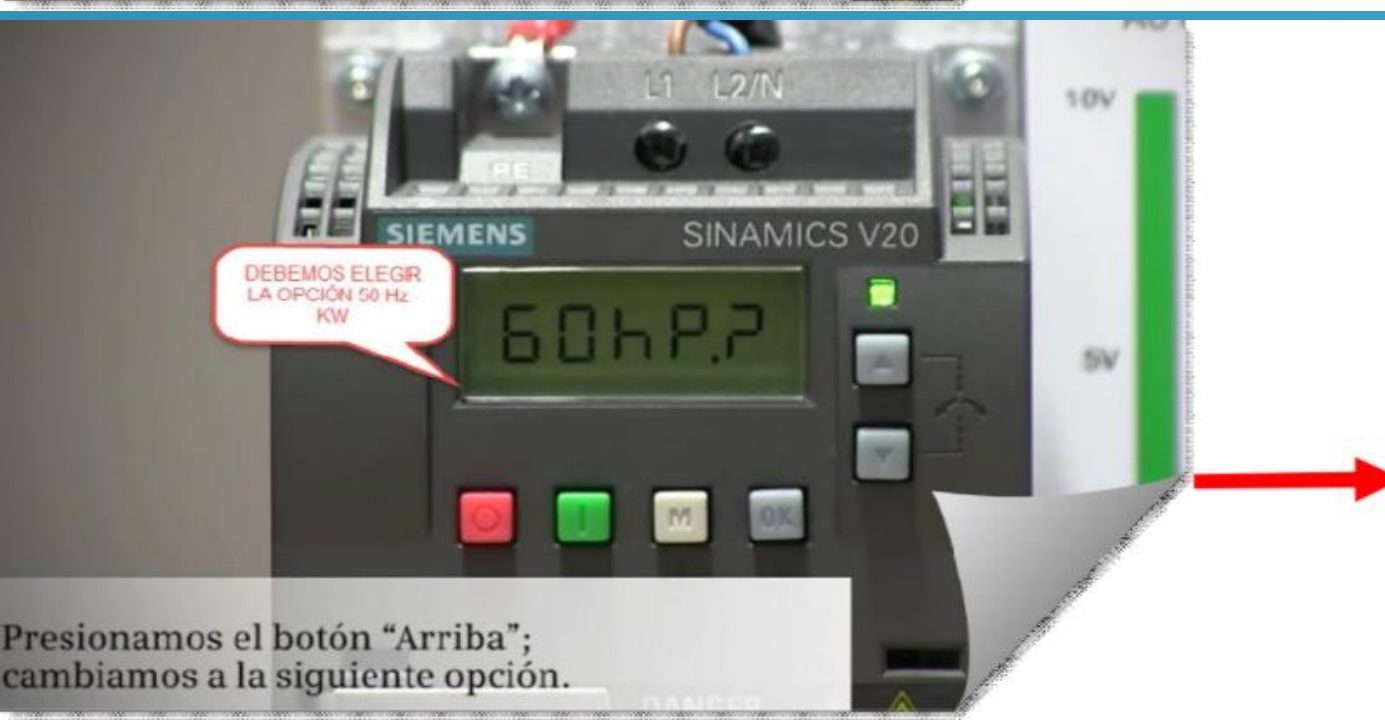 L1 L2/N
10V
PE
SIEMENS SINAMICS V20
DEBEMOS ELEGIR
LA OPCIÓN 50 Hz
KW
60hP.?
5V
M OK
Presionamos el botón “Arriba”;
cambiamos a la siguiente opción.
DANGER